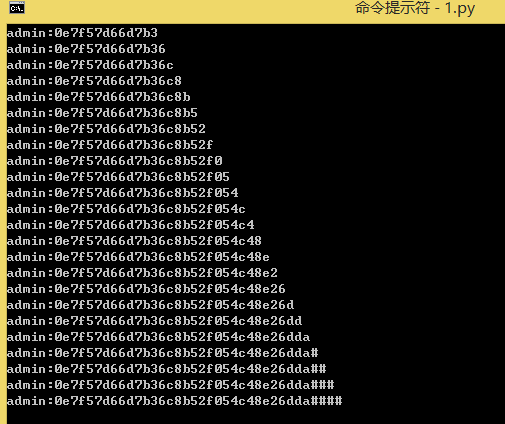 命令提示符 - 1.py
admin:0e7f57d66d7b3
admin:0e7f57d66d7b36
admin:0e7f57d66d7b36c
admin:0e7f57d66d7b36c8
admin:0e7f57d66d7b36c8b
admin:0e7f57d66d7b36c8b5
admin:0e7f57d66d7b36c8b52
admin:0e7f57d66d7b36c8b52f
admin:0e7f57d66d7b36c8b52f0
admin:0e7f57d66d7b36c8b52f05
admin:0e7f57d66d7b36c8b52f054
admin:0e7f57d66d7b36c8b52f054c
admin:0e7f57d66d7b36c8b52f054c4
admin:0e7f57d66d7b36c8b52f054c48
admin:0e7f57d66d7b36c8b52f054c48e
admin:0e7f57d66d7b36c8b52f054c48e2
admin:0e7f57d66d7b36c8b52f054c48e26
admin:0e7f57d66d7b36c8b52f054c48e26d
admin:0e7f57d66d7b36c8b52f054c48e26dd
admin:0e7f57d66d7b36c8b52f054c48e26dda
admin:0e7f57d66d7b36c8b52f054c48e26dda#
admin:0e7f57d66d7b36c8b52f054c48e26dda##
admin:0e7f57d66d7b36c8b52f054c48e26dda###
admin:0e7f57d66d7b36c8b52f054c48e26dda####